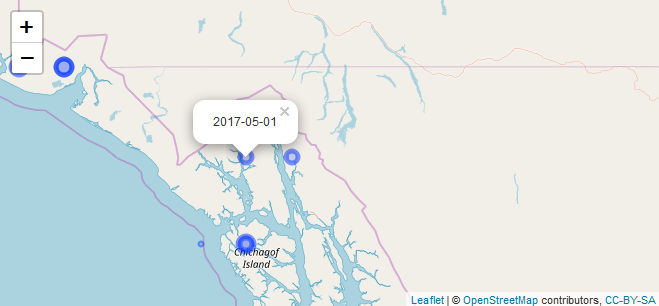 +
−
2017-05-01
×
Chichagof
Island
Leaflet | © OpenStreetMap contributors, CC-BY-SA